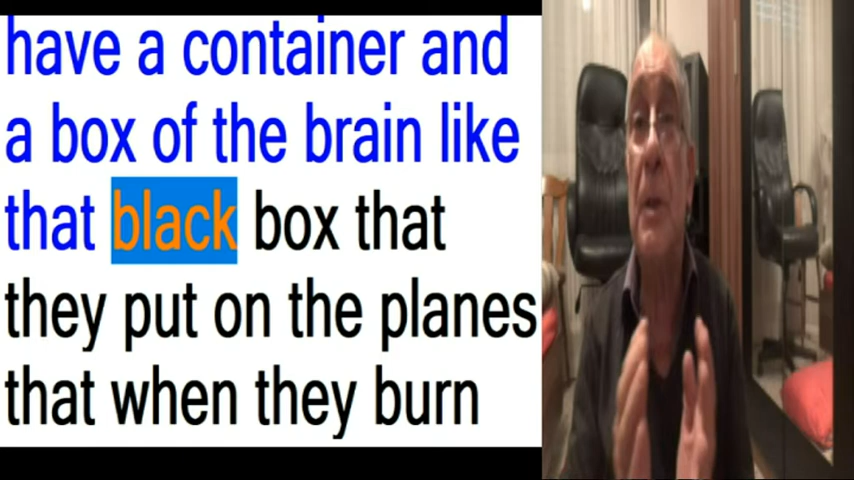 have a container and
a box of the brain like
that black box that
they put on the planes
that when they burn